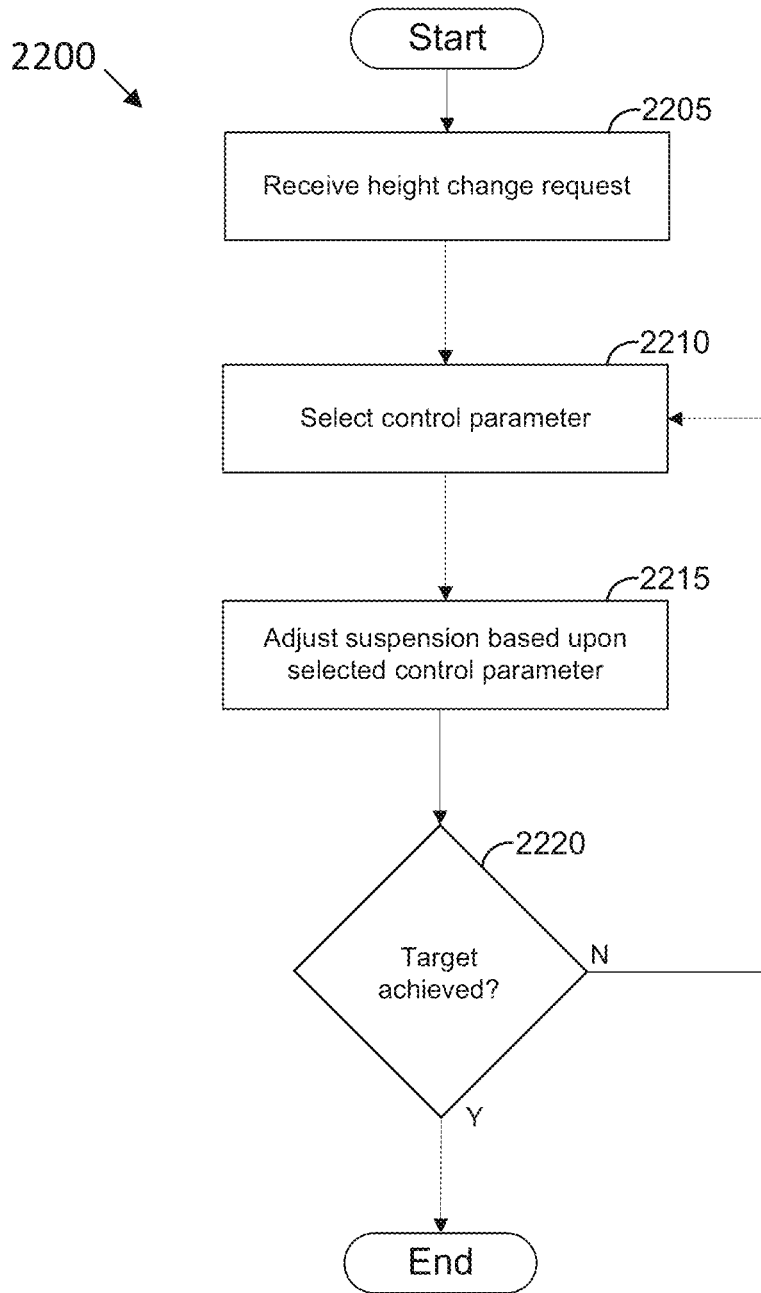 2200
Start
2205
Receive height change request
2210
Select control parameter
2215
Adjust suspension based upon
selected control parameter
2220
Target
achieved?
N
Y
End